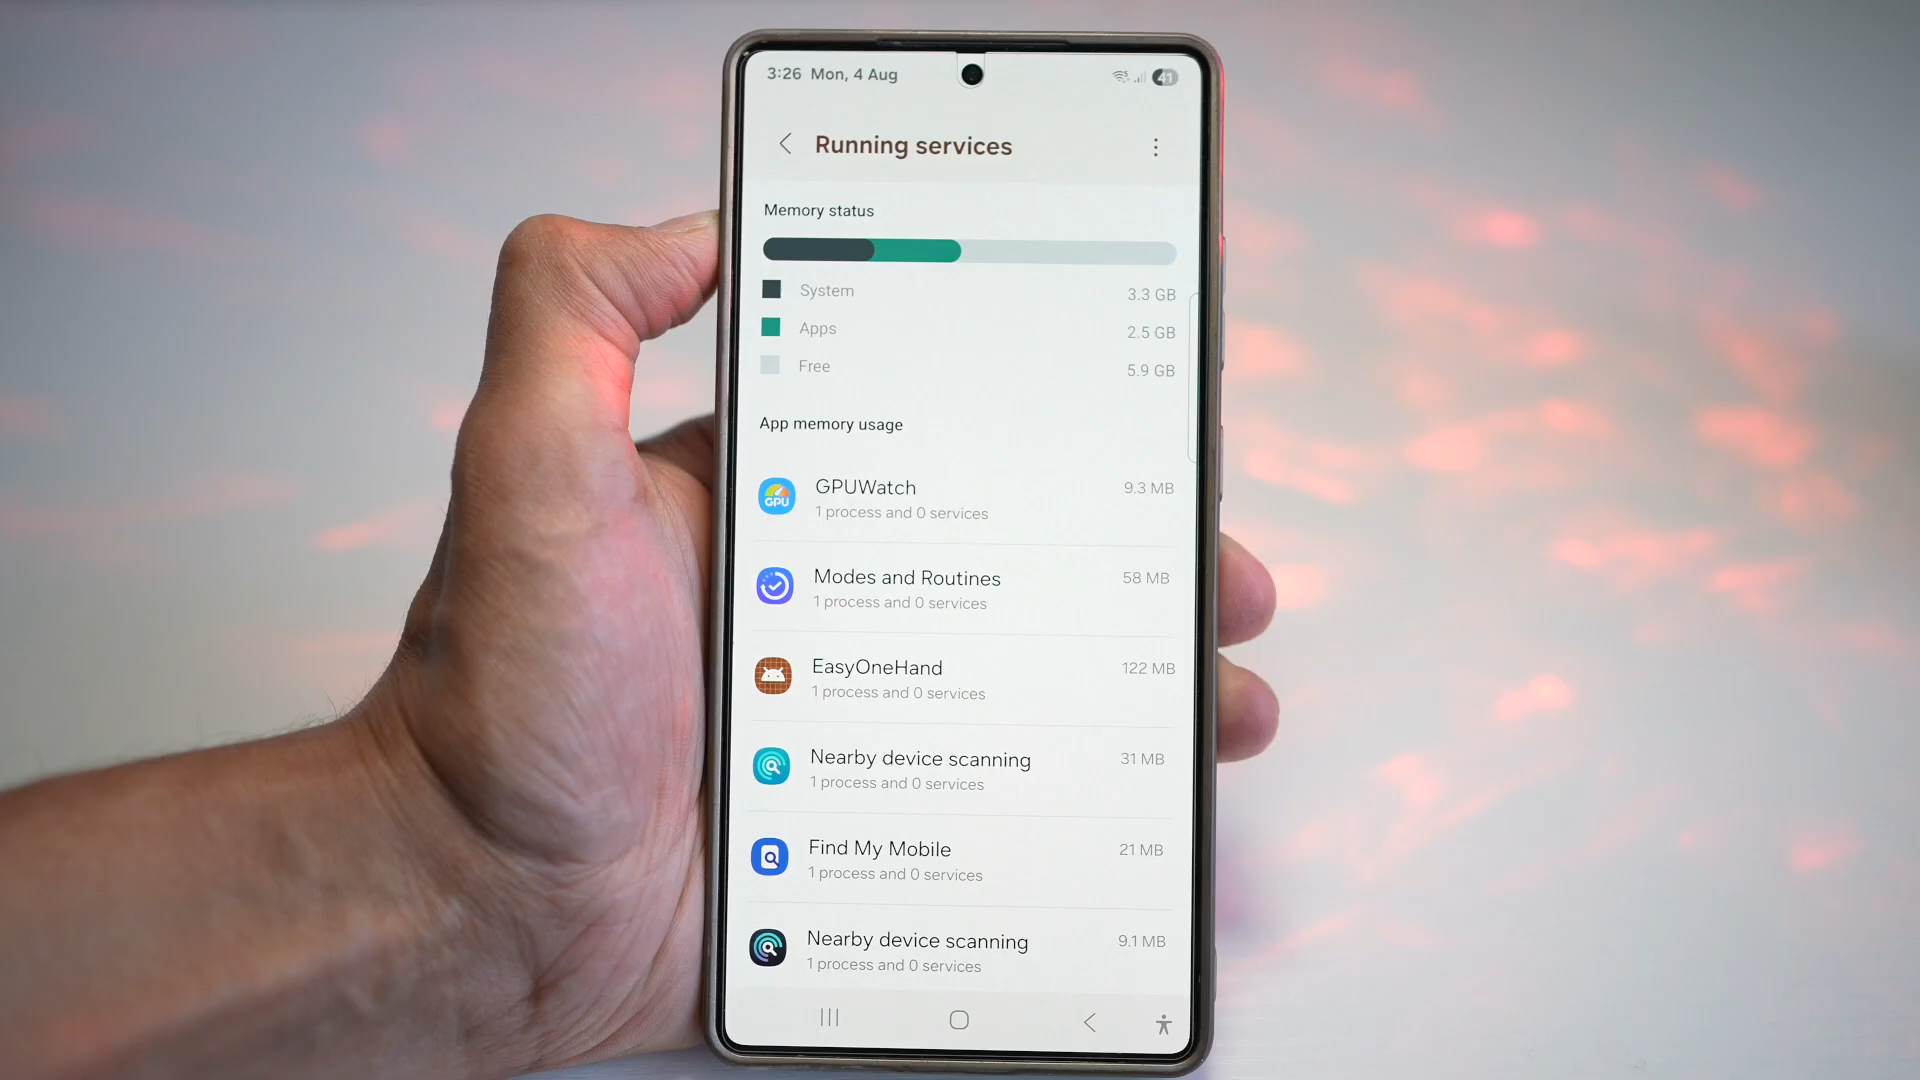 3:26 Mon, 4 Aug
41
Running services
Memory status
System 3.3 GB
Apps 2.5 GB
Free 5.9 GB
App memory usage
GPU
GPUWatch 9.3 MB
1 process and 0 services
Modes and Routines 58 MB
1 process and 0 services
EasyOneHand 122 MB
1 process and 0 services
Nearby device scanning 31 MB
1 process and 0 services
Find My Mobile 21 MB
1 process and 0 services
Nearby device scanning 9.1 MB
1 process and 0 services